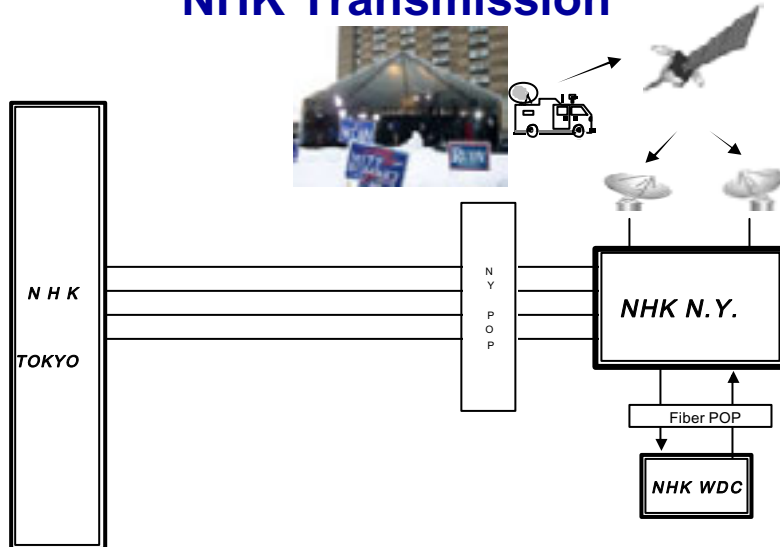 NHK Transmission
N H K
TOKYO
N
Y
P
O
P
NHK N.Y.
Fiber POP
NHK WDC